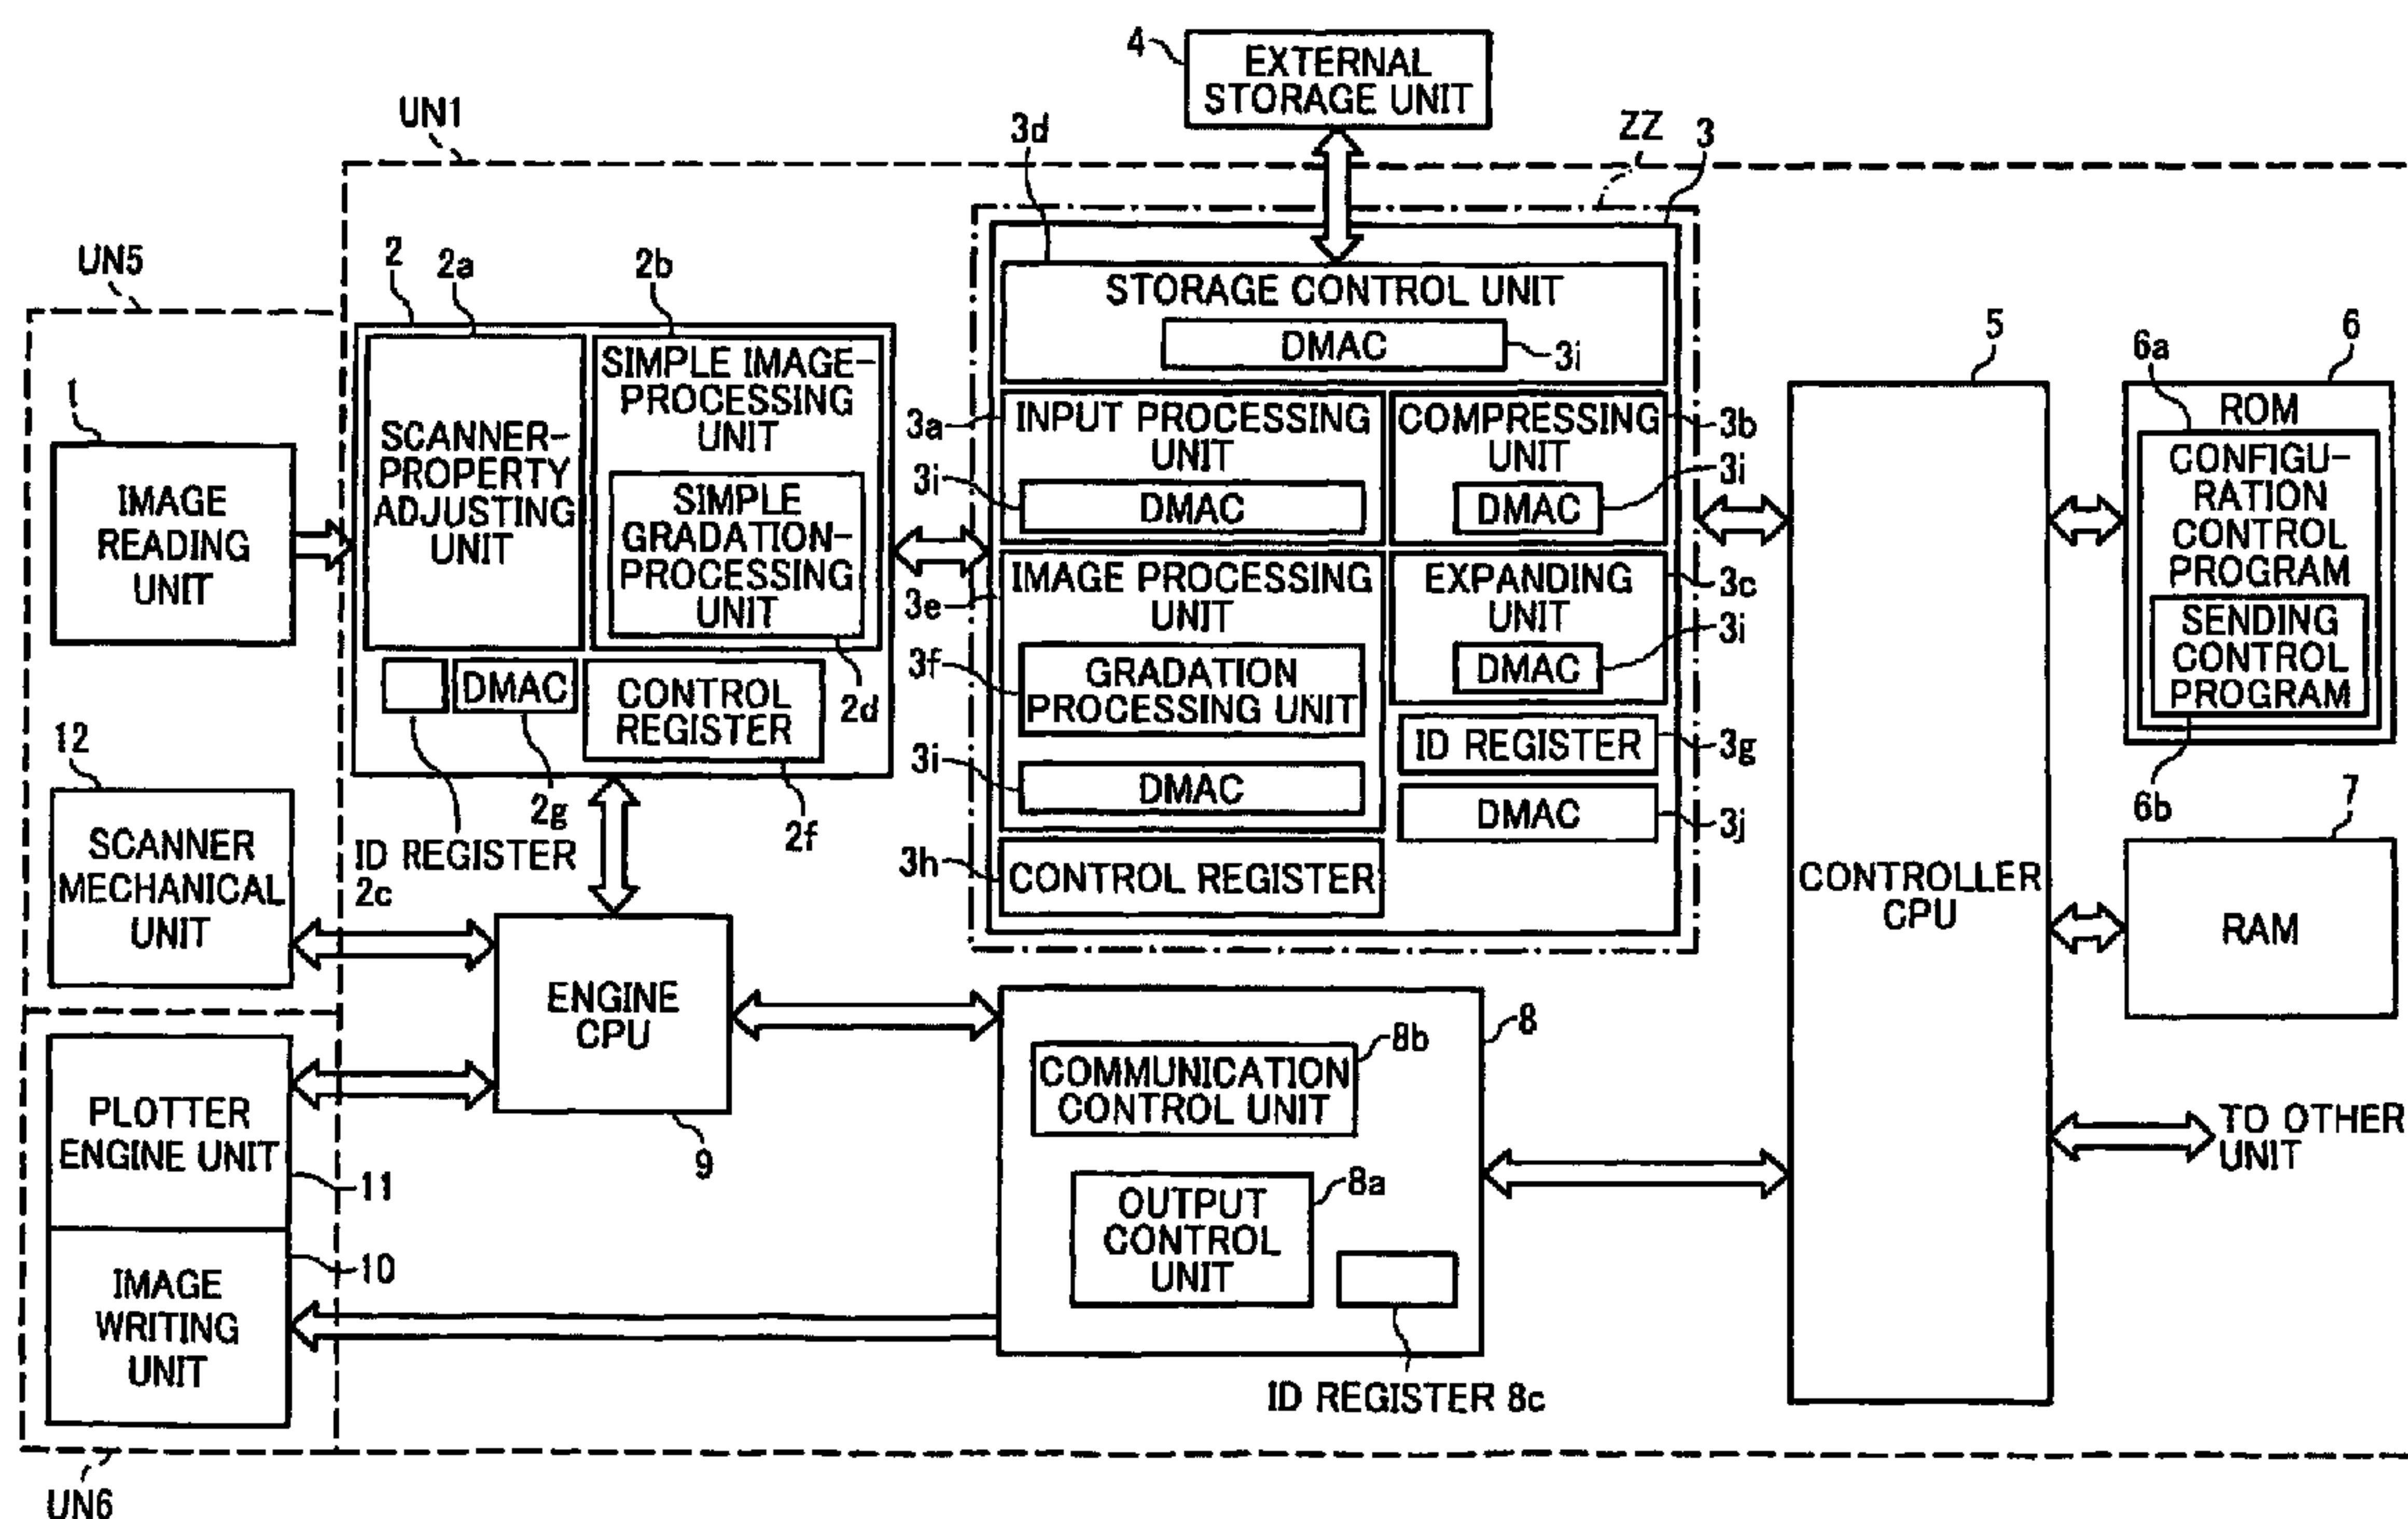 4
EXTERNAL
STORAGE UNIT
UN1
ZZ
3
3d
UN5
2
2a
2b
STORAGE CONTROL UNIT
DMAC
3i
1
IMAGE
READING
UNIT
SCANNER-
PROPERTY
ADJUSTING
UNIT
SIMPLE IMAGE-
PROCESSING
UNIT
SIMPLE
GRADATION-
PROCESSING
UNIT
2d
DMAC
2g
CONTROL
REGISTER
2f
ID REGISTER
2c
3a
INPUT PROCESSING
UNIT
3i
DMAC
COMPRESSING
UNIT
3b
DMAC
3i
3e
IMAGE PROCESSING
UNIT
3f
GRADATION
PROCESSING UNIT
3i
DMAC
EXPANDING
UNIT
3c
DMAC
3i
ID REGISTER
3g
DMAC
3j
3h
CONTROL REGISTER
5
CONTROLLER
CPU
6
6a
ROM
CONFIGU-
RATION
CONTROL
PROGRAM
SENDING
CONTROL
PROGRAM
6b
7
RAM
TO OTHER
UNIT
12
SCANNER
MECHANICAL
UNIT
ENGINE
CPU
9
8
8b
COMMUNICATION
CONTROL UNIT
8a
OUTPUT
CONTROL
UNIT
ID REGISTER 8c
PLOTTER
ENGINE UNIT
11
10
IMAGE
WRITING
UNIT
UN6